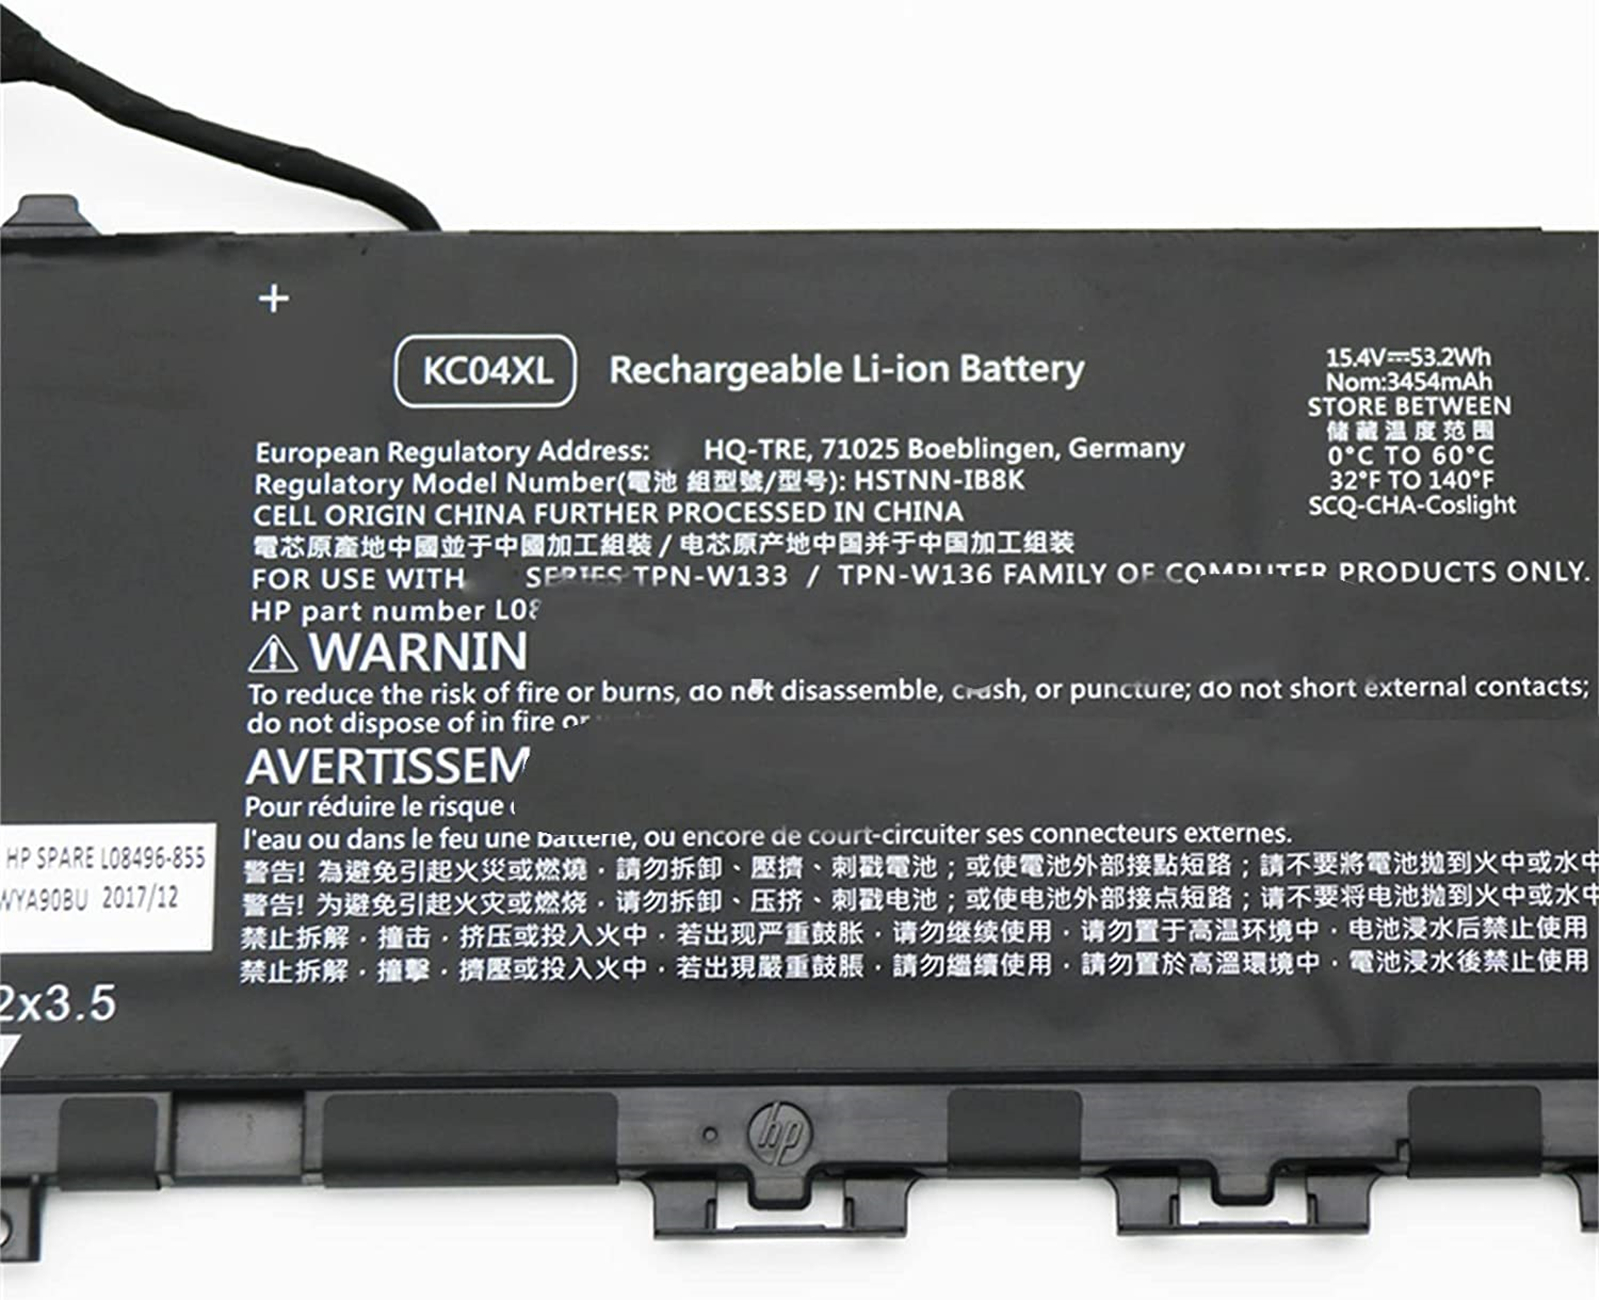 +
KC04XL Rechargeable Li-ion Battery
15.4V⎓53.2Wh
Nom:3454mAh
STORE BETWEEN
储藏温度范围
0°C TO 60°C
32°F TO 140°F
SCQ-CHA-Coslight
European Regulatory Address: HQ-TRE, 71025 Boeblingen, Germany
Regulatory Model Number(電池 組型號/型号): HSTNN-IB8K
CELL ORIGIN CHINA FURTHER PROCESSED IN CHINA
電芯原產地中國並于中國加工組裝 / 电芯原产地中国并于中国加工组装
FOR USE WITH SERIES TPN-W133 / TPN-W136 FAMILY OF COMPUTER PRODUCTS ONLY.
HP part number
WARNIN
To reduce the risk of fire or burns, do not disassemble, crush, or puncture; do not short external contacts;
do not dispose of in fire or
AVERTISSEM
Pour réduire le risque
l'eau ou dans le feu une batterie, ou encore de court-circuiter ses connecteurs externes.
警告! 為避免引起火災或燃燒，請勿拆卸、壓擠、刺戳電池；或使電池外部接點短路；請不要將電池拋到火中或水中
警告! 为避免引起火灾或燃烧，请勿拆卸、压挤、刺戳电池；或使电池外部接点短路；请不要将电池抛到火中或水中
禁止拆解，撞击，挤压或投入火中，若出现严重鼓胀，请勿继续使用，请勿置于高温环境中，电池浸水后禁止使用
禁止拆解，撞擊，擠壓或投入火中，若出現嚴重鼓脹，請勿繼續使用，請勿置於高溫環境中，電池浸水後禁止使用
HP SPARE L08496-855
WYA90BU 2017/12
2x3.5
hp